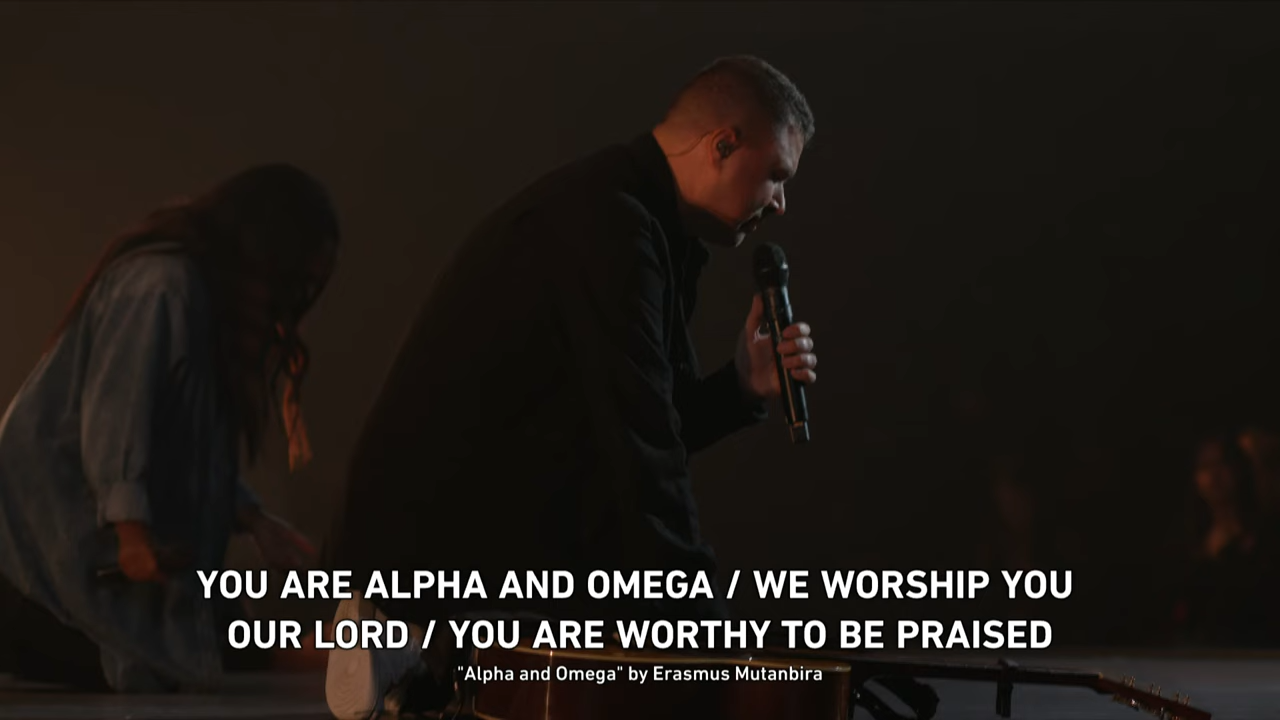 YOU ARE ALPHA AND OMEGA / WE WORSHIP YOU
OUR LORD / YOU ARE WORTHY TO BE PRAISED
"Alpha and Omega" by Erasmus Mutanbira